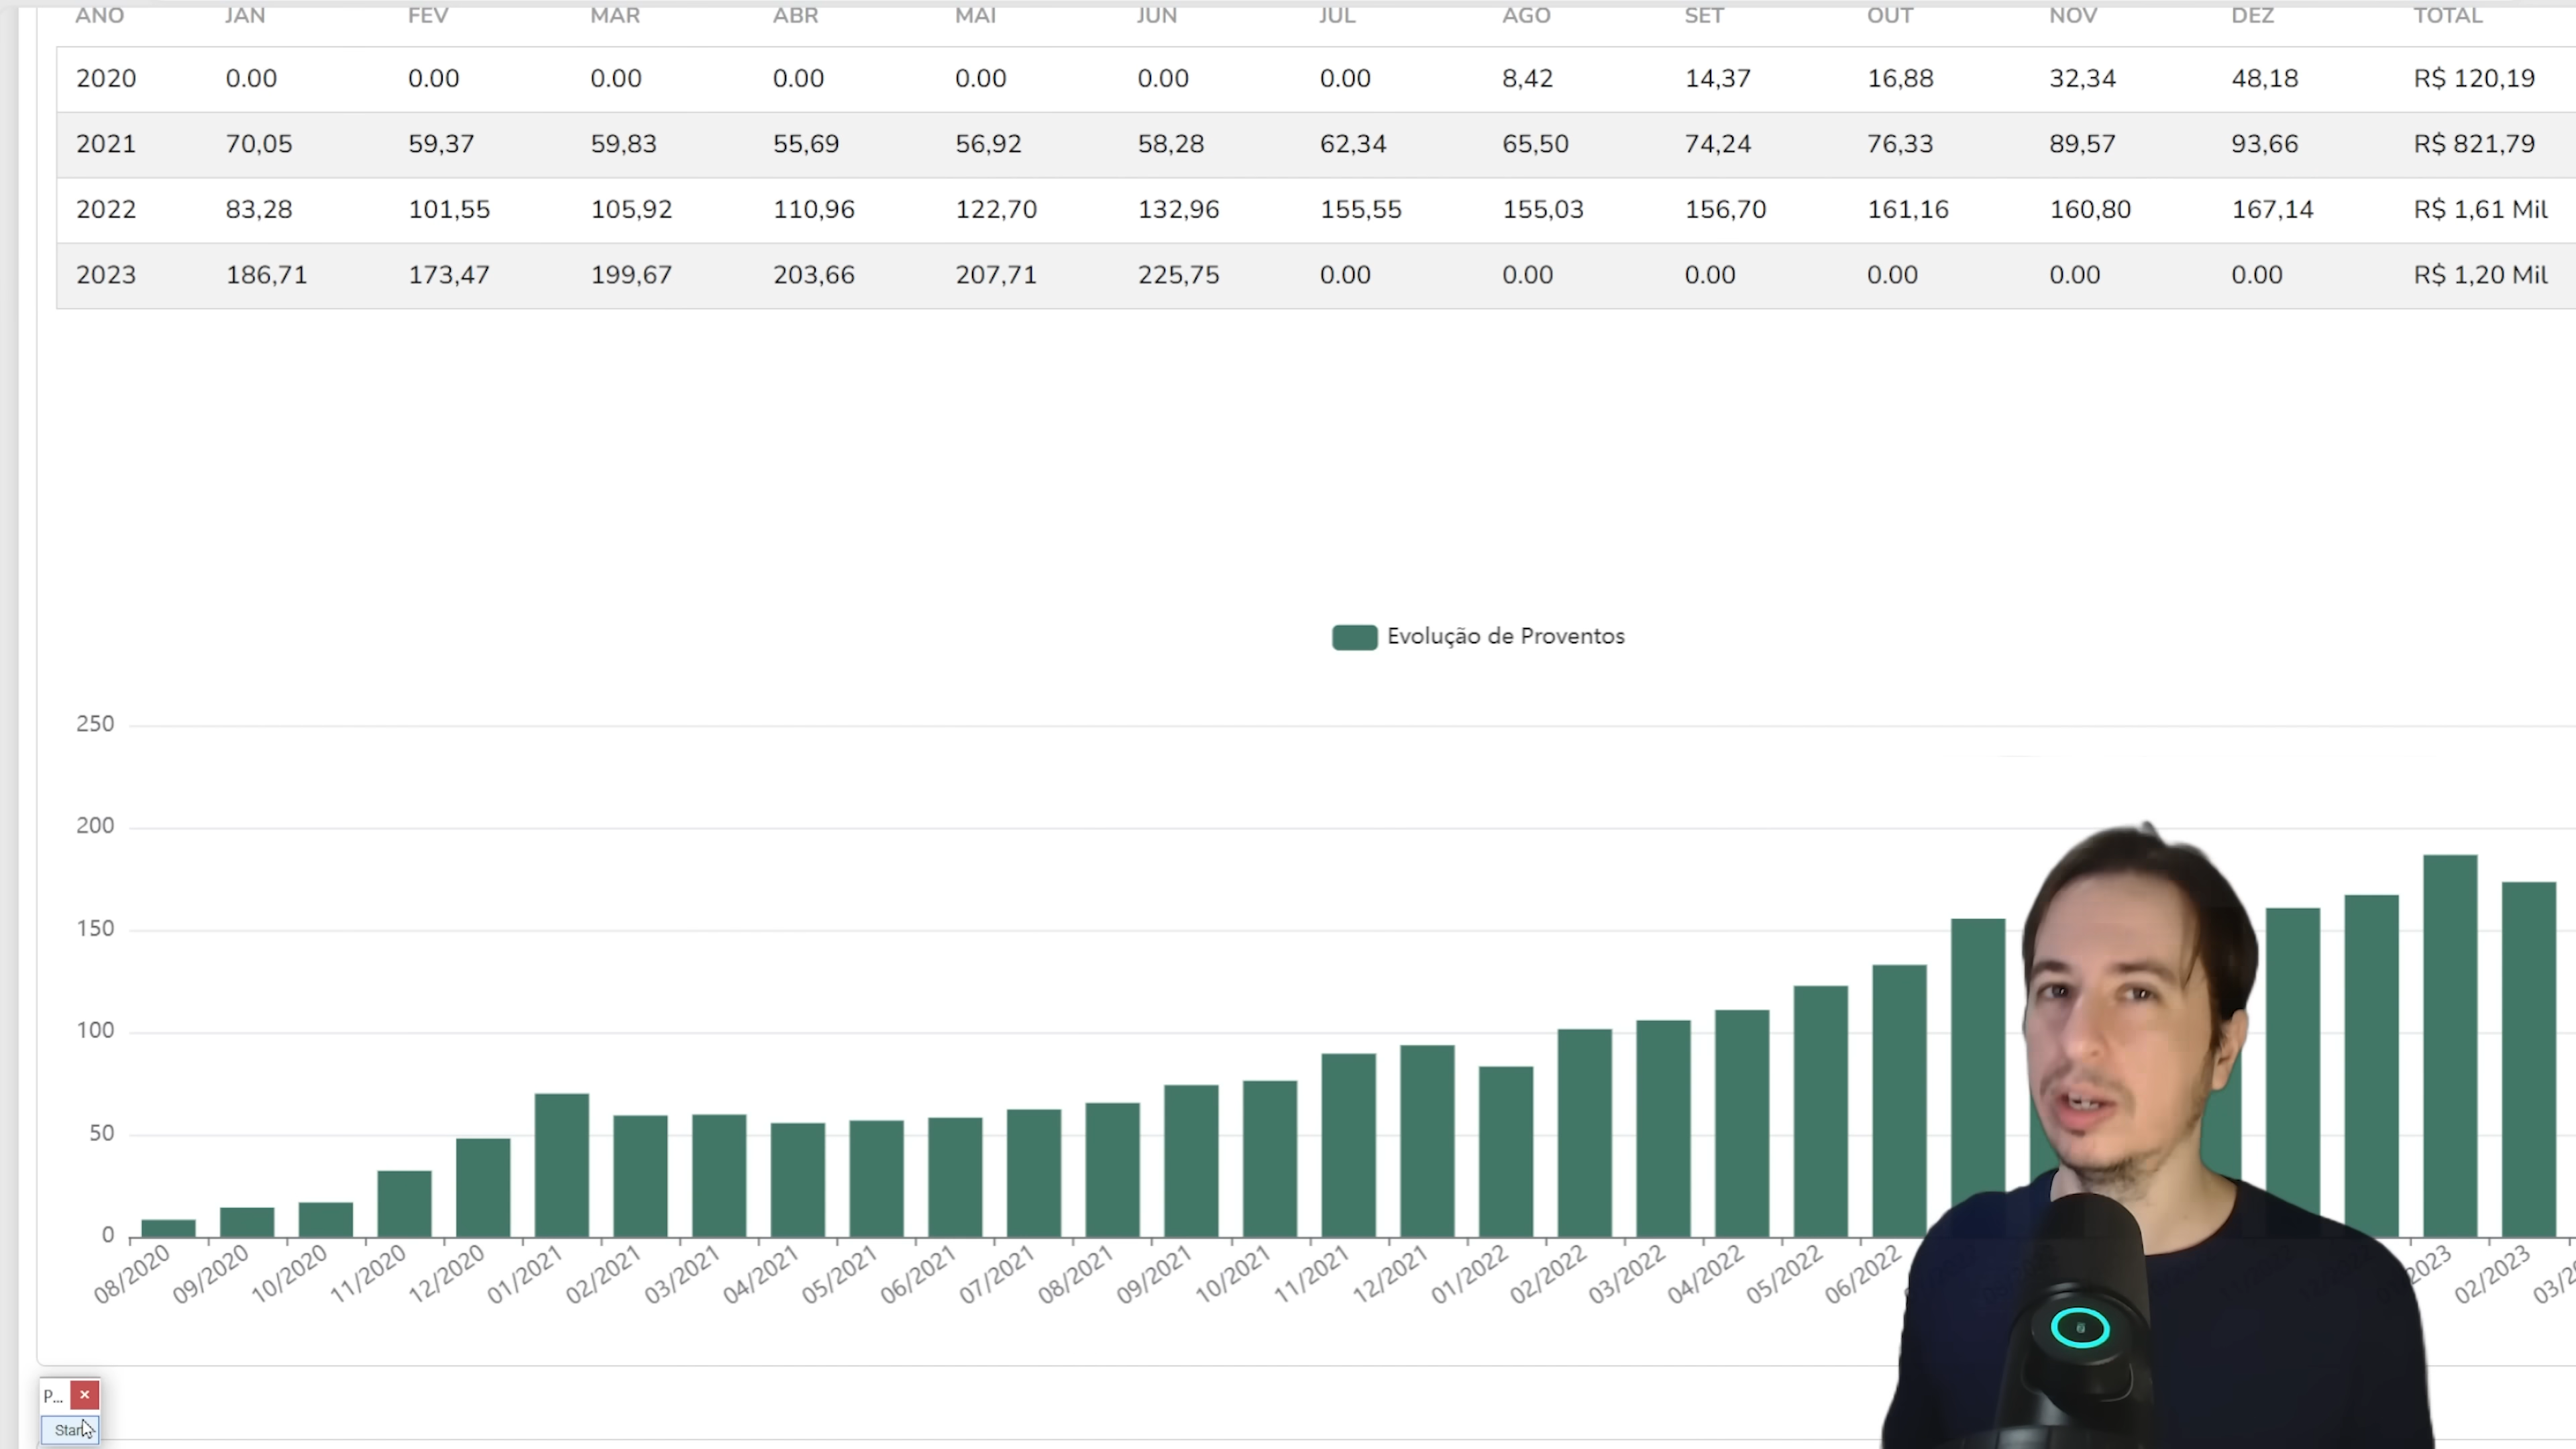 ANO JAN FEV MAR ABR MAI JUN JUL AGO SET OUT NOV DEZ TOTAL
2020 0.00 0.00 0.00 0.00 0.00 0.00 0.00 8,42 14,37 16,88 32,34 48,18 R$ 120,19
2021 70,05 59,37 59,83 55,69 56,92 58,28 62,34 65,50 74,24 76,33 89,57 93,66 R$ 821,79
2022 83,28 101,55 105,92 110,96 122,70 132,96 155,55 155,03 156,70 161,16 160,80 167,14 R$ 1,61 Mil
2023 186,71 173,47 199,67 203,66 207,71 225,75 0.00 0.00 0.00 0.00 0.00 0.00 R$ 1,20 Mil
Evolução de Proventos
250
200
150
100
50
0
08/2020 09/2020 10/2020 11/2020 12/2020 01/2021 02/2021 03/2021 04/2021 05/2021 06/2021 07/2021 08/2021 09/2021 10/2021 11/2021 12/2021 01/2022 02/2022 03/2022 04/2022 05/2022 06/2022 2023 02/2023 03/2
P...
Star